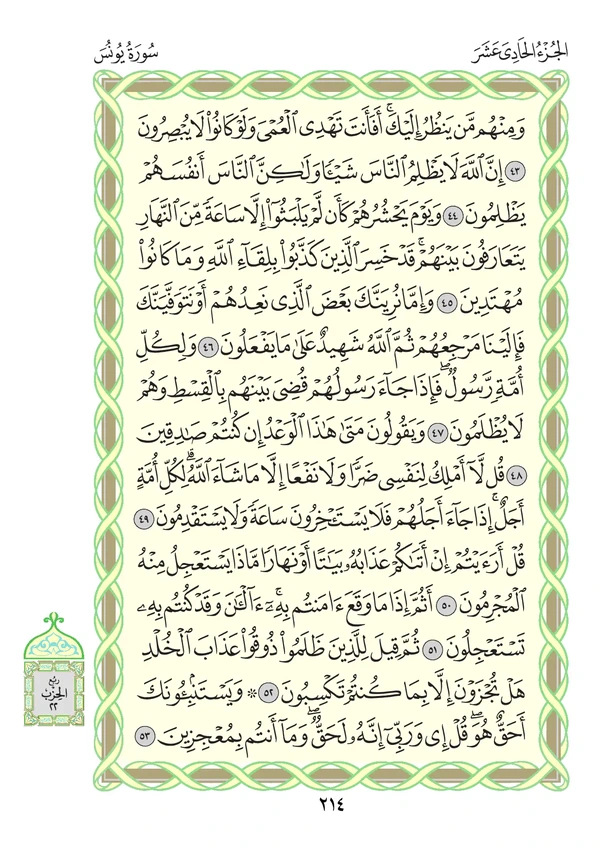 الجُزْءُ الحَادِىَ عَشَرَ
سُورَةُ يُونُسَ
وَمِنْهُم مَّن يَنظُرُ إِلَيْكَۚ أَفَأَنتَ تَهْدِى ٱلْعُمْىَ وَلَوْ كَانُوا۟ لَا يُبْصِرُونَ
٤٣ إِنَّ ٱللَّهَ لَا يَظْلِمُ ٱلنَّاسَ شَيْـًٔا وَلَـٰكِنَّ ٱلنَّاسَ أَنفُسَهُمْ
يَظْلِمُونَ ٤٤ وَيَوْمَ يَحْشُرُهُمْ كَأَن لَّمْ يَلْبَثُوٓا۟ إِلَّا سَاعَةً مِّنَ ٱلنَّهَارِ
يَتَعَارَفُونَ بَيْنَهُمْۚ قَدْ خَسِرَ ٱلَّذِينَ كَذَّبُوا۟ بِلِقَآءِ ٱللَّهِ وَمَا كَانُوا۟
مُهْتَدِينَ ٤٥ وَإِمَّا نُرِيَنَّكَ بَعْضَ ٱلَّذِى نَعِدُهُمْ أَوْ نَتَوَفَّيَنَّكَ
فَإِلَيْنَا مَرْجِعُهُمْ ثُمَّ ٱللَّهُ شَهِيدٌ عَلَىٰ مَا يَفْعَلُونَ ٤٦ وَلِكُلِّ
أُمَّةٍ رَّسُولٌۖ فَإِذَا جَآءَ رَسُولُهُمْ قُضِىَ بَيْنَهُم بِٱلْقِسْطِ وَهُمْ
لَا يُظْلَمُونَ ٤٧ وَيَقُولُونَ مَتَىٰ هَـٰذَا ٱلْوَعْدُ إِن كُنتُمْ صَـٰدِقِينَ
٤٨ قُل لَّآ أَمْلِكُ لِنَفْسِى ضَرًّا وَلَا نَفْعًا إِلَّا مَا شَآءَ ٱللَّهُۗ لِكُلِّ أُمَّةٍ
أَجَلٌۚ إِذَا جَآءَ أَجَلُهُمْ فَلَا يَسْتَـْٔخِرُونَ سَاعَةً وَلَا يَسْتَقْدِمُونَ ٤٩
قُلْ أَرَءَيْتُمْ إِنْ أَتَىٰكُمْ عَذَابُهُۥ بَيَـٰتًا أَوْ نَهَارًا مَّاذَا يَسْتَعْجِلُ مِنْهُ
ٱلْمُجْرِمُونَ ٥٠ أَثُمَّ إِذَا مَا وَقَعَ ءَامَنتُم بِهِۦٓۚ ءَآلْـَٔـٰنَ وَقَدْ كُنتُم بِهِۦ
تَسْتَعْجِلُونَ ٥١ ثُمَّ قِيلَ لِلَّذِينَ ظَلَمُوا۟ ذُوقُوا۟ عَذَابَ ٱلْخُلْدِ
هَلْ تُجْزَوْنَ إِلَّا بِمَا كُنتُمْ تَكْسِبُونَ ٥٢ ۞ وَيَسْتَنۢبِـُٔونَكَ
أَحَقٌّ هُوَۖ قُلْ إِى وَرَبِّىٓ إِنَّهُۥ لَحَقٌّۖ وَمَآ أَنتُم بِمُعْجِزِينَ ٥٣
ربع
الحزب
٢٢
٢١٤